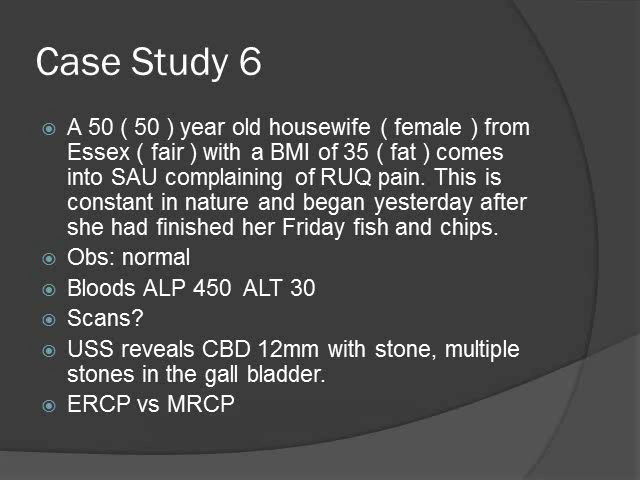 Case Study 6
A 50 ( 50 ) year old housewife ( female ) from
Essex ( fair ) with a BMI of 35 ( fat ) comes
into SAU complaining of RUQ pain. This is
constant in nature and began yesterday after
she had finished her Friday fish and chips.
Obs: normal
Bloods ALP 450 ALT 30
Scans?
USS reveals CBD 12mm with stone, multiple
stones in the gall bladder.
ERCP vs MRCP